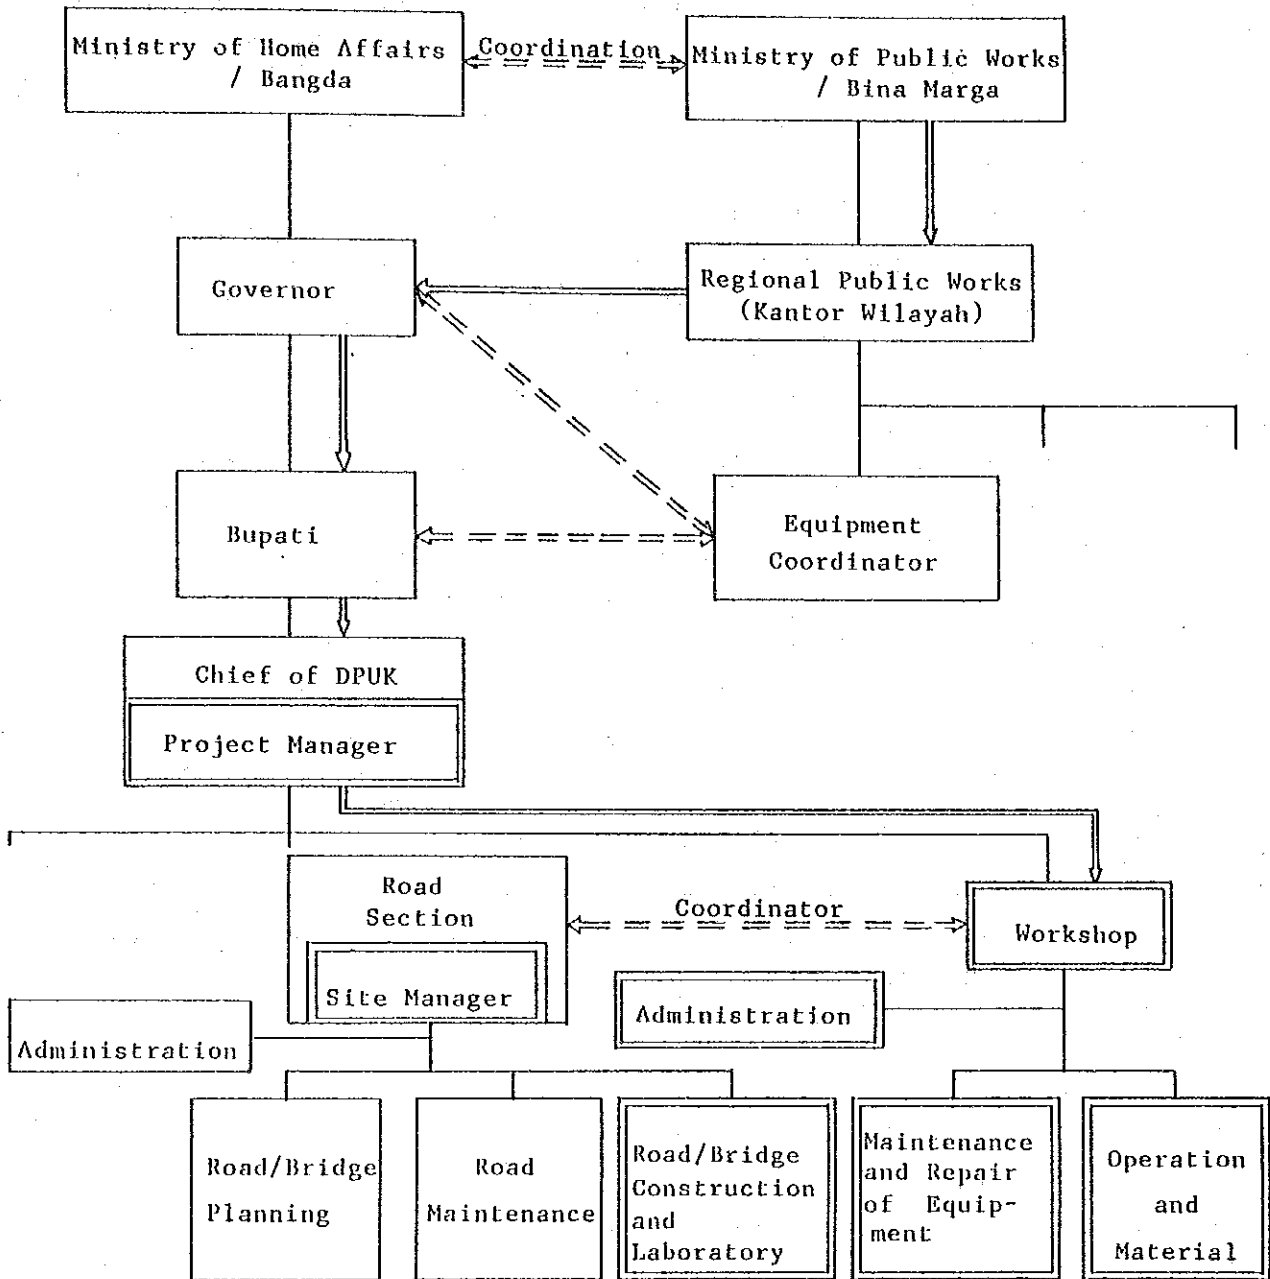 Ministry of Home Affairs
/ Bangda
Coordination
Ministry of Public Works
/ Bina Marga
Governor
Regional Public Works
(Kantor Wilayah)
Bupati
Equipment
Coordinator
Chief of DPUK
Project Manager
Road
Section
Site Manager
Coordinator
Workshop
Administration
Administration
Road/Bridge
Planning
Road
Maintenance
Road/Bridge
Construction
and
Laboratory
Maintenance
and Repair
of Equip-
ment
Operation
and
Material